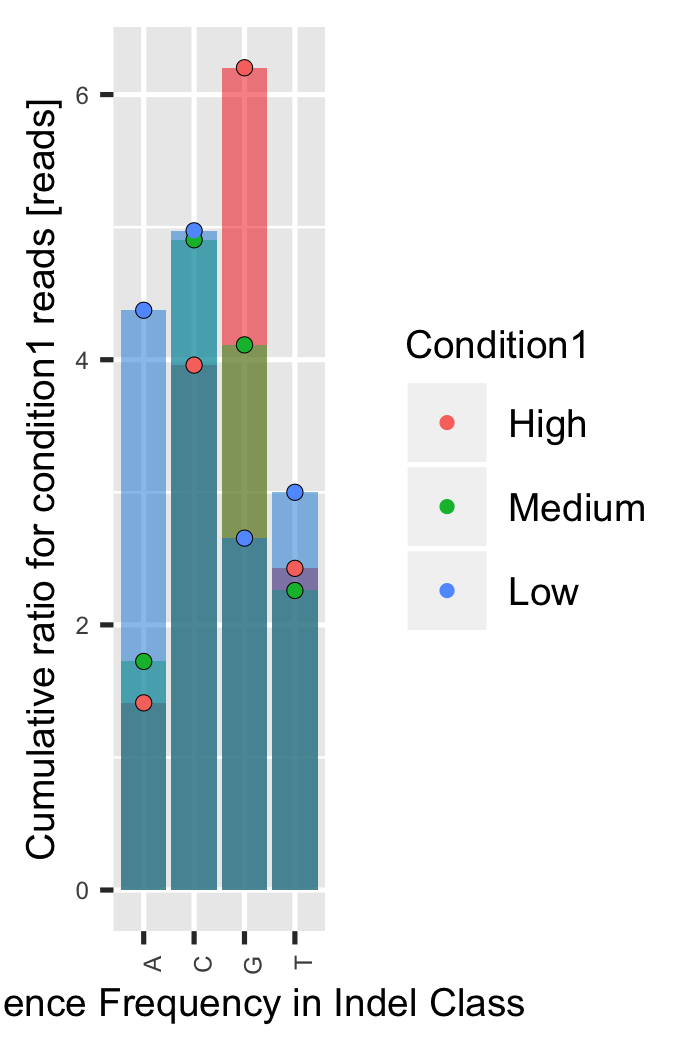 Cumulative ratio for condition1 reads [reads]
6
4
2
0
A
C
G
T
ence Frequency in Indel Class
Condition1
High
Medium
Low